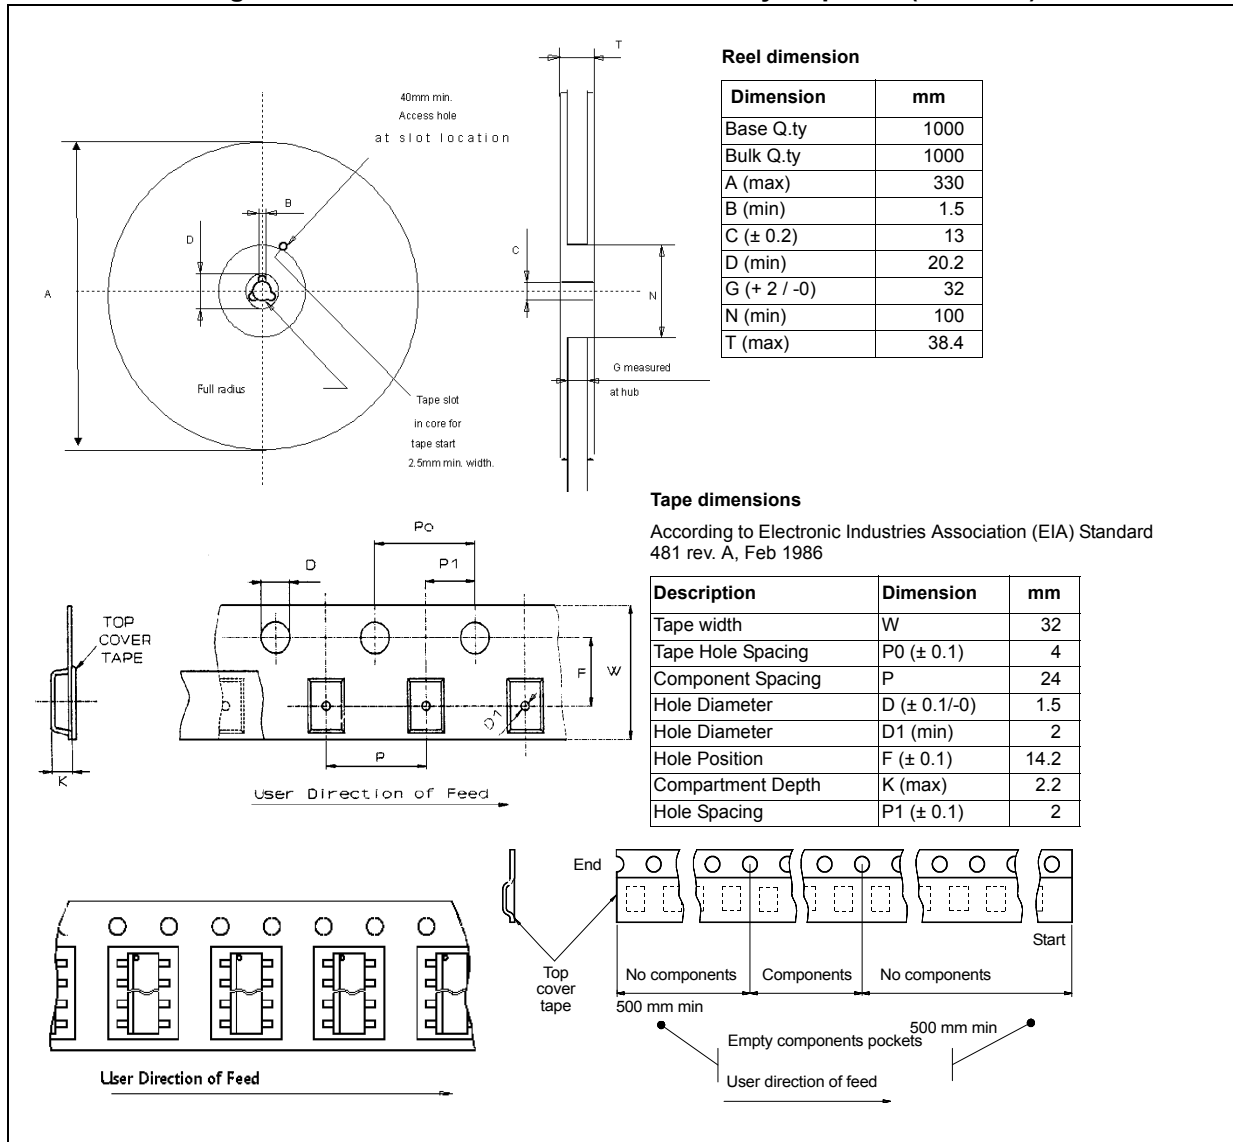 T
Reel dimension
Dimension mm
Base Q.ty 1000
Bulk Q.ty 1000
A (max) 330
B (min) 1.5
C (± 0.2) 13
D (min) 20.2
G (+ 2 / -0) 32
N (min) 100
T (max) 38.4
40mm min.
Access hole
at slot location
B
D
A
C
N
Full radius
Tape slot
in core for
tape start
2.5mm min. width.
G measured
at hub
Tape dimensions
According to Electronic Industries Association (EIA) Standard
481 rev. A, Feb 1986
Description Dimension mm
Tape width W 32
Tape Hole Spacing P0 (± 0.1) 4
Component Spacing P 24
Hole Diameter D (± 0.1/-0) 1.5
Hole Diameter D1 (min) 2
Hole Position F (± 0.1) 14.2
Compartment Depth K (max) 2.2
Hole Spacing P1 (± 0.1) 2
TOP
COVER
TAPE
K
Po
D
P1
F
W
D1
P
User Direction of Feed
User Direction of Feed
End
Start
Top
cover
tape
No components Components No components
500 mm min
500 mm min
Empty components pockets
User direction of feed